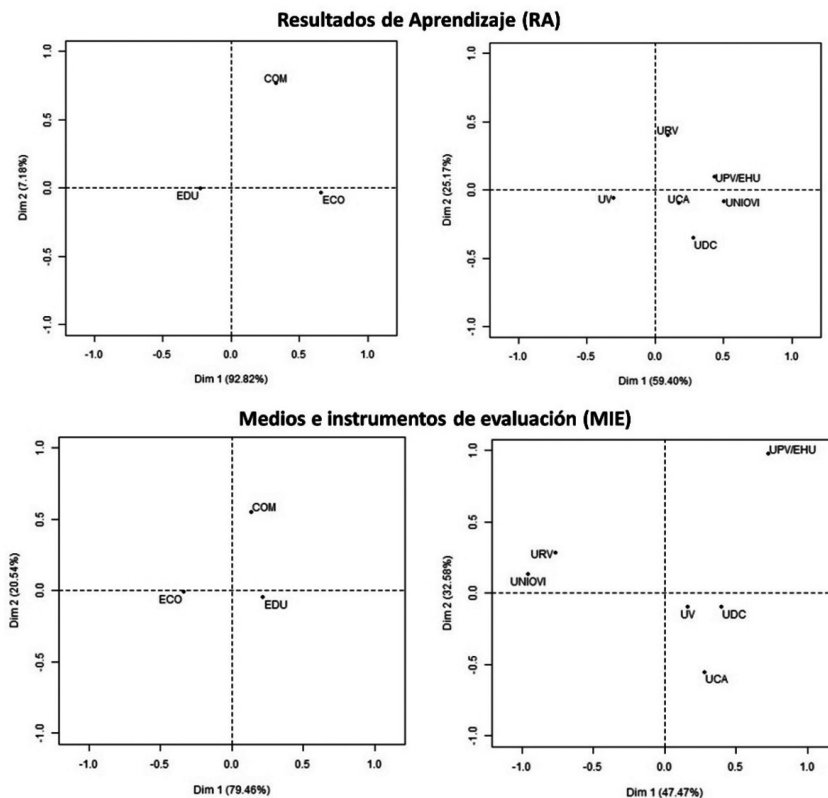 Resultados de Aprendizaje (RA)
1.0
0.5
0.0
-0.5
-1.0
Dim 2 (7.18%)
COM
EDU
ECO
-1.0 -0.5 0.0 0.5 1.0
Dim 1 (92.82%)
1.0
0.5
0.0
-0.5
-1.0
Dim 2 (25.17%)
URV
UPV/EHU
UV
UCA
UNIOVI
UDC
-1.0 -0.5 0.0 0.5 1.0
Dim 1 (59.40%)
Medios e instrumentos de evaluación (MIE)
1.0
0.5
0.0
-0.5
-1.0
Dim 2 (20.54%)
COM
ECO
EDU
-1.0 -0.5 0.0 0.5 1.0
Dim 1 (79.46%)
1.0
0.5
0.0
-0.5
-1.0
Dim 2 (32.58%)
UPV/EHU
URV
UNIOVI
UV
UDC
UCA
-1.0 -0.5 0.0 0.5 1.0
Dim 1 (47.47%)